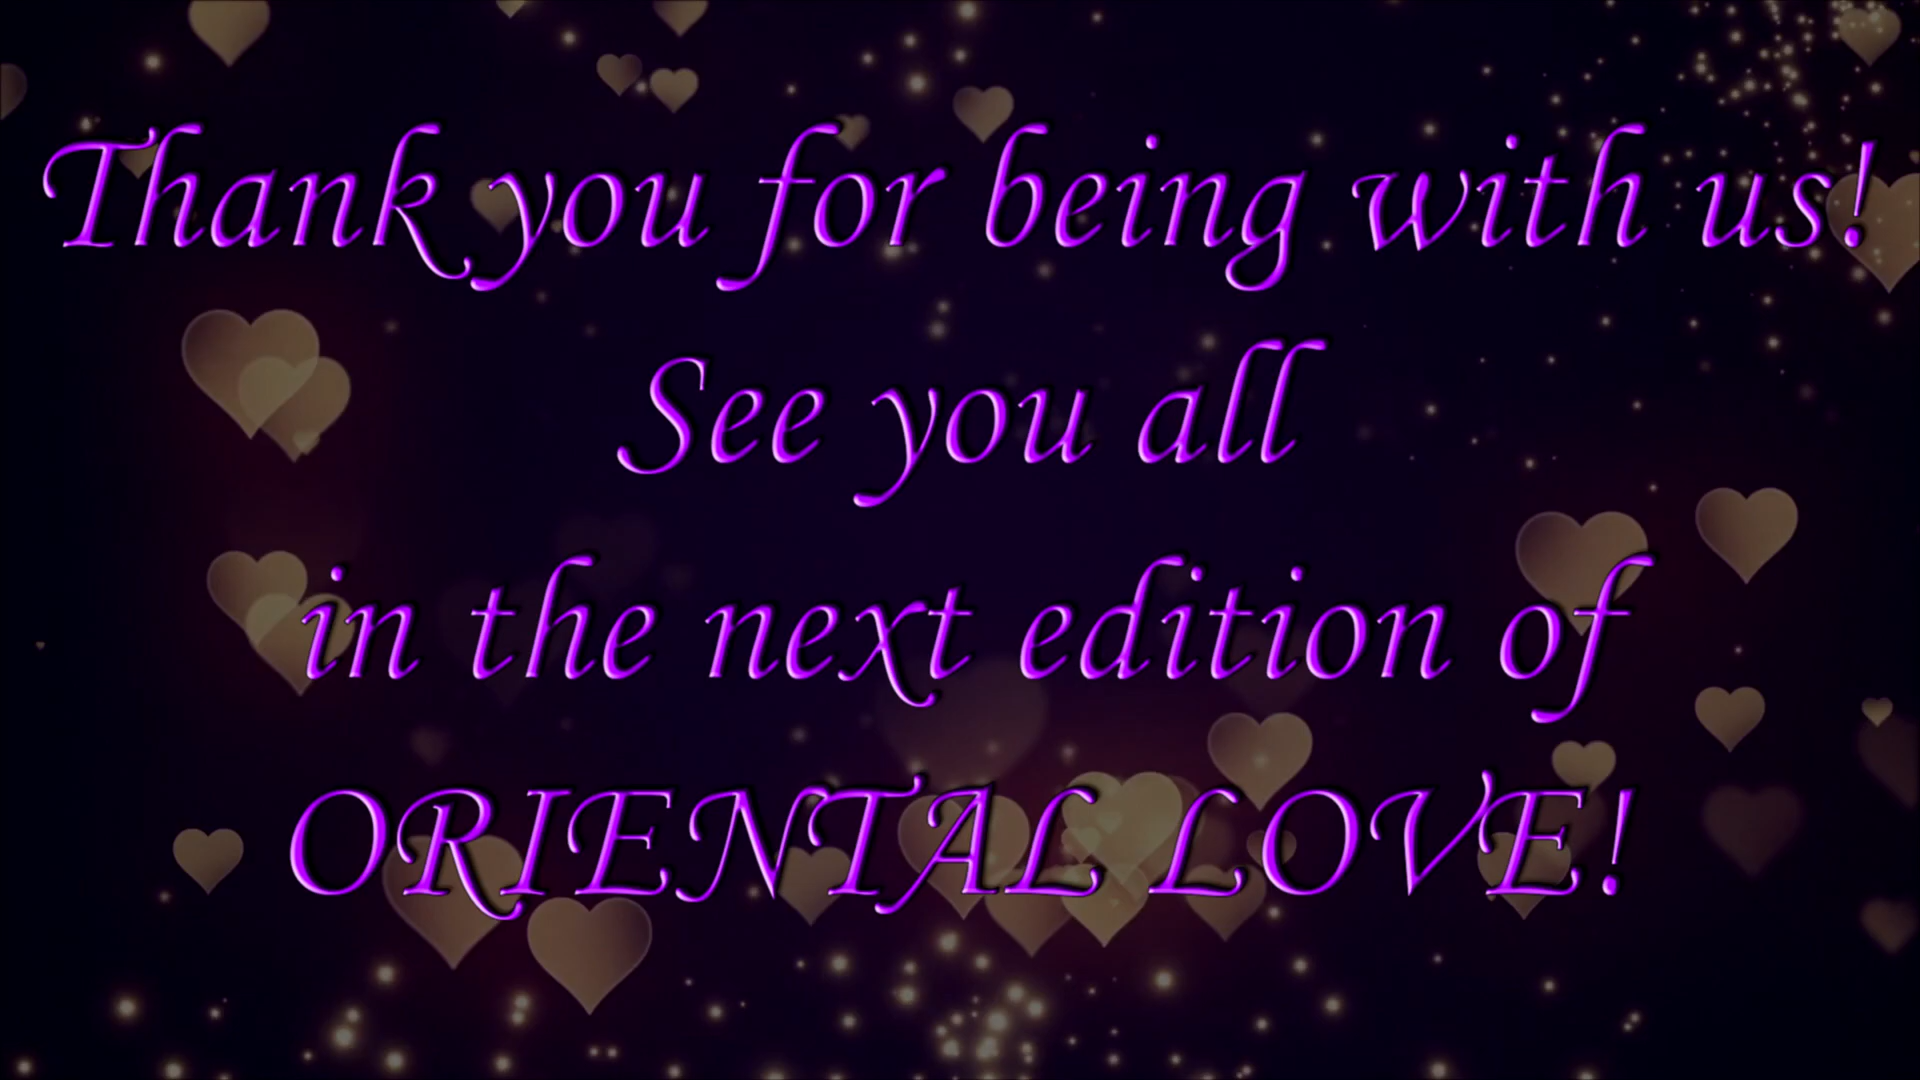 Thank you for being with us!
See you all
in the next edition of
ORIENTAL LOVE!